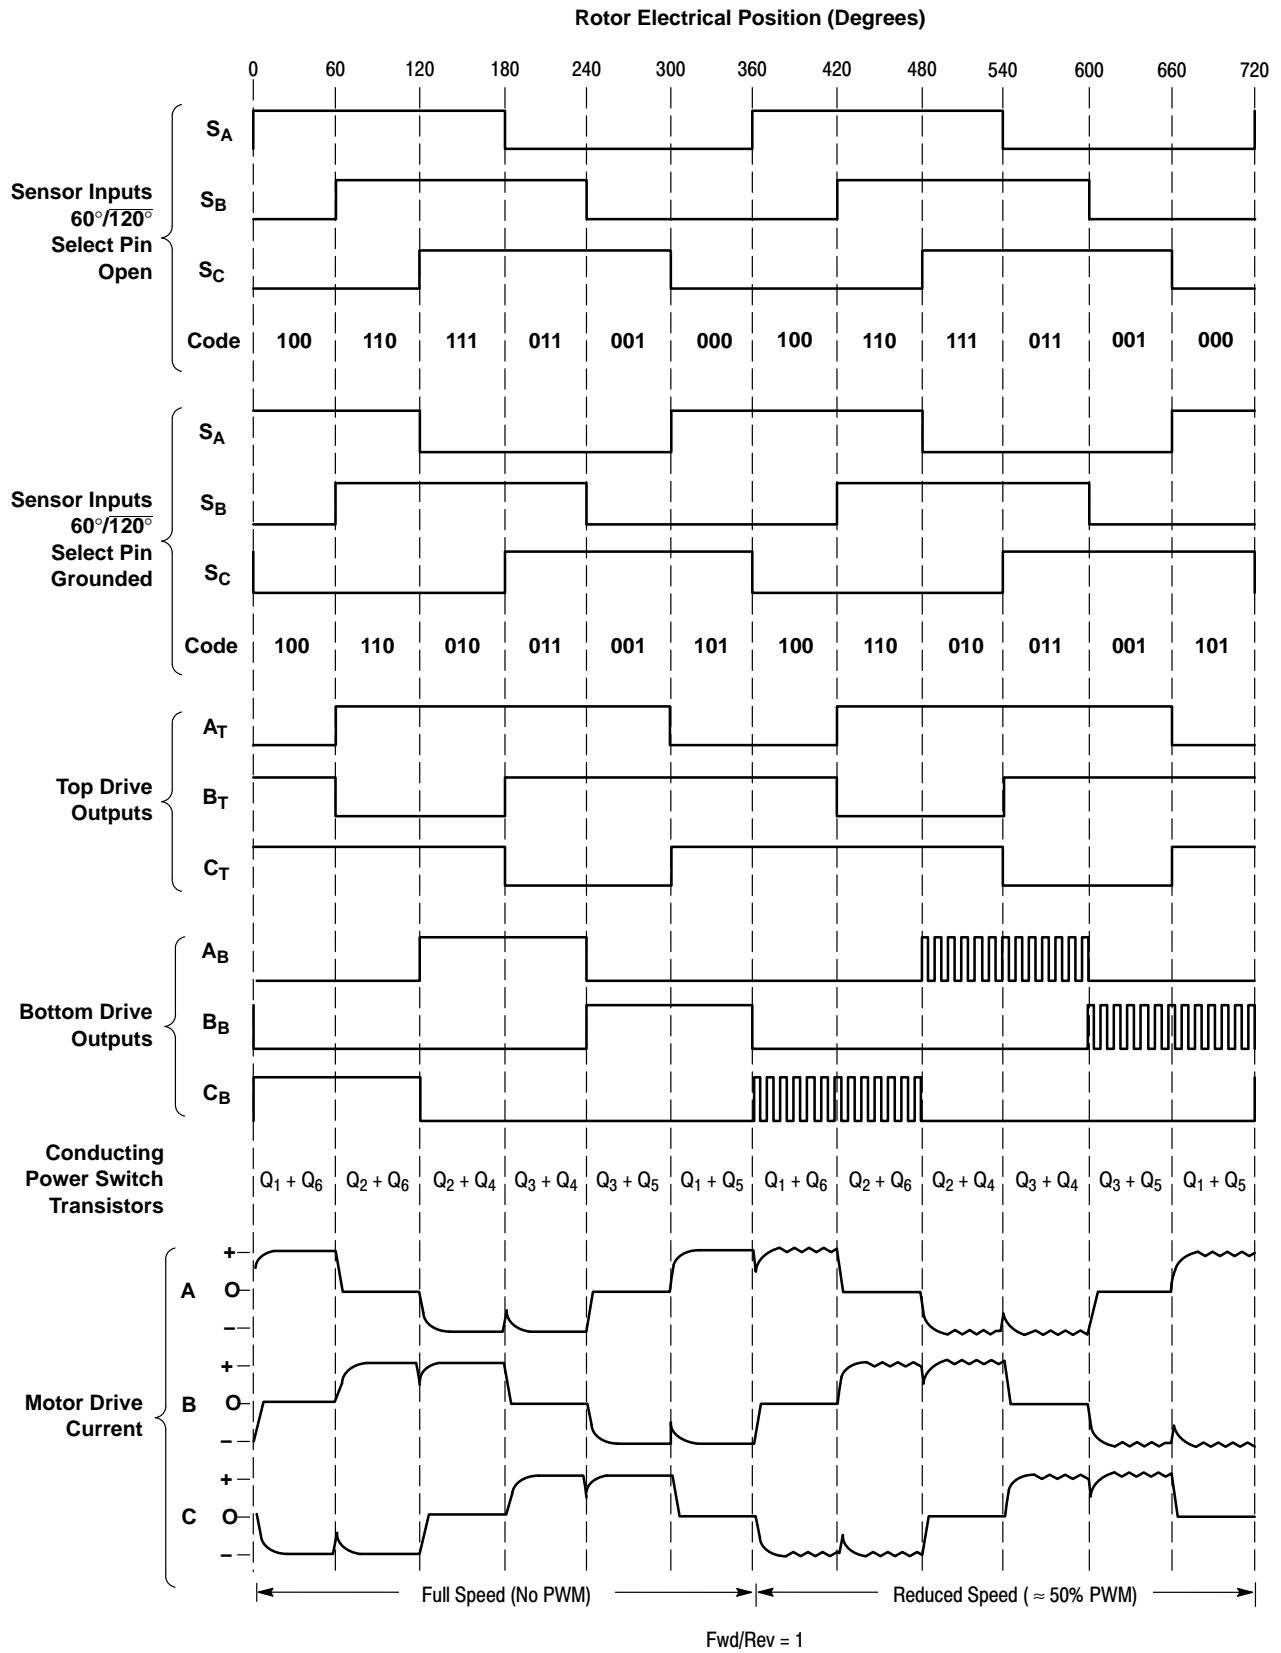 Rotor Electrical Position (Degrees)
0 60 120 180 240 300 360 420 480 540 600 660 720
Sensor Inputs
60°/120°
Select Pin
Open
SA
SB
SC
Code 100 110 111 011 001 000 100 110 111 011 001 000
Sensor Inputs
60°/120°
Select Pin
Grounded
SA
SB
SC
Code 100 110 010 011 001 101 100 110 010 011 001 101
Top Drive
Outputs
AT
BT
CT
Bottom Drive
Outputs
AB
BB
CB
Conducting
Power Switch
Transistors
Q1 + Q6 Q2 + Q6 Q2 + Q4 Q3 + Q4 Q3 + Q5 Q1 + Q5 Q1 + Q6 Q2 + Q6 Q2 + Q4 Q3 + Q4 Q3 + Q5 Q1 + Q5
Motor Drive
Current
+
A O
–
+
B O
–
+
C O
–
Full Speed (No PWM) Reduced Speed ( ≈ 50% PWM)
Fwd/Rev = 1